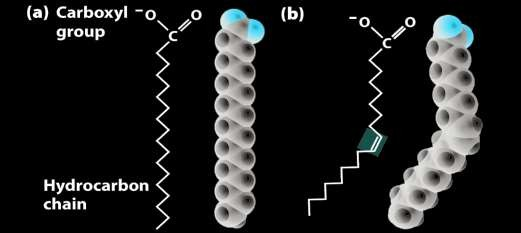 (a) Carboxyl
group
⁻O
O
C
Hydrocarbon
chain
(b)
⁻O
O
C